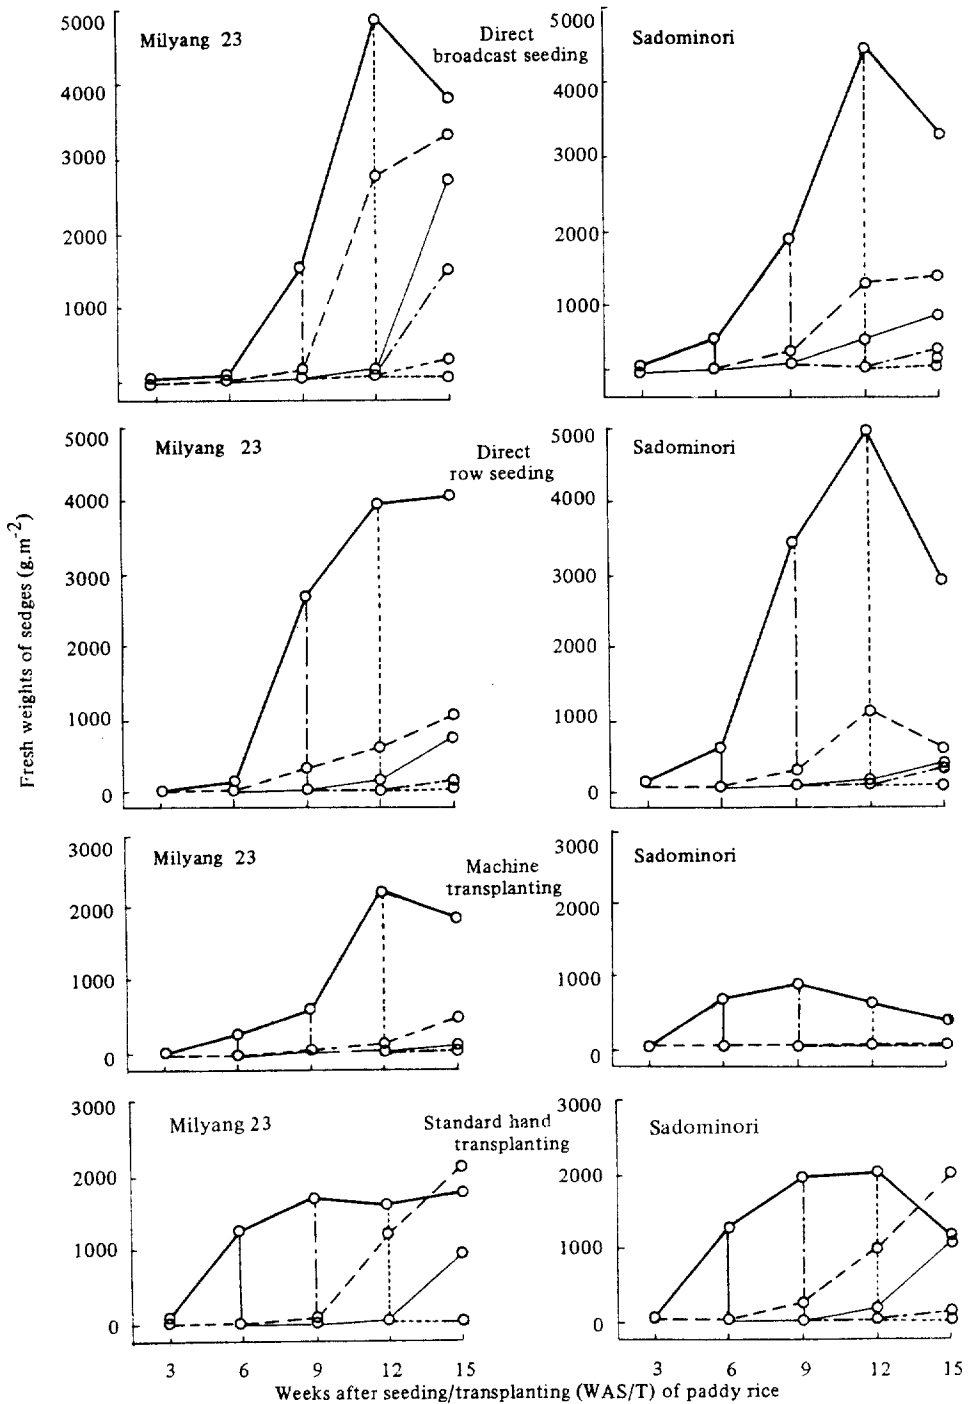 Milyang 23
Direct
broadcast seeding
Sadominori
5000
4000
3000
2000
1000
5000
4000
3000
2000
1000
Milyang 23
Direct
row seeding
Sadominori
5000
4000
3000
2000
1000
0
5000
4000
3000
2000
1000
0
Milyang 23
Machine
transplanting
Sadominori
3000
2000
1000
0
3000
2000
1000
0
Milyang 23
Standard hand
transplanting
Sadominori
3000
2000
1000
0
3000
2000
1000
0
Fresh weights of sedges (g.m-2)
3 6 9 12 15 3 6 9 12 15
Weeks after seeding/transplanting (WAS/T) of paddy rice